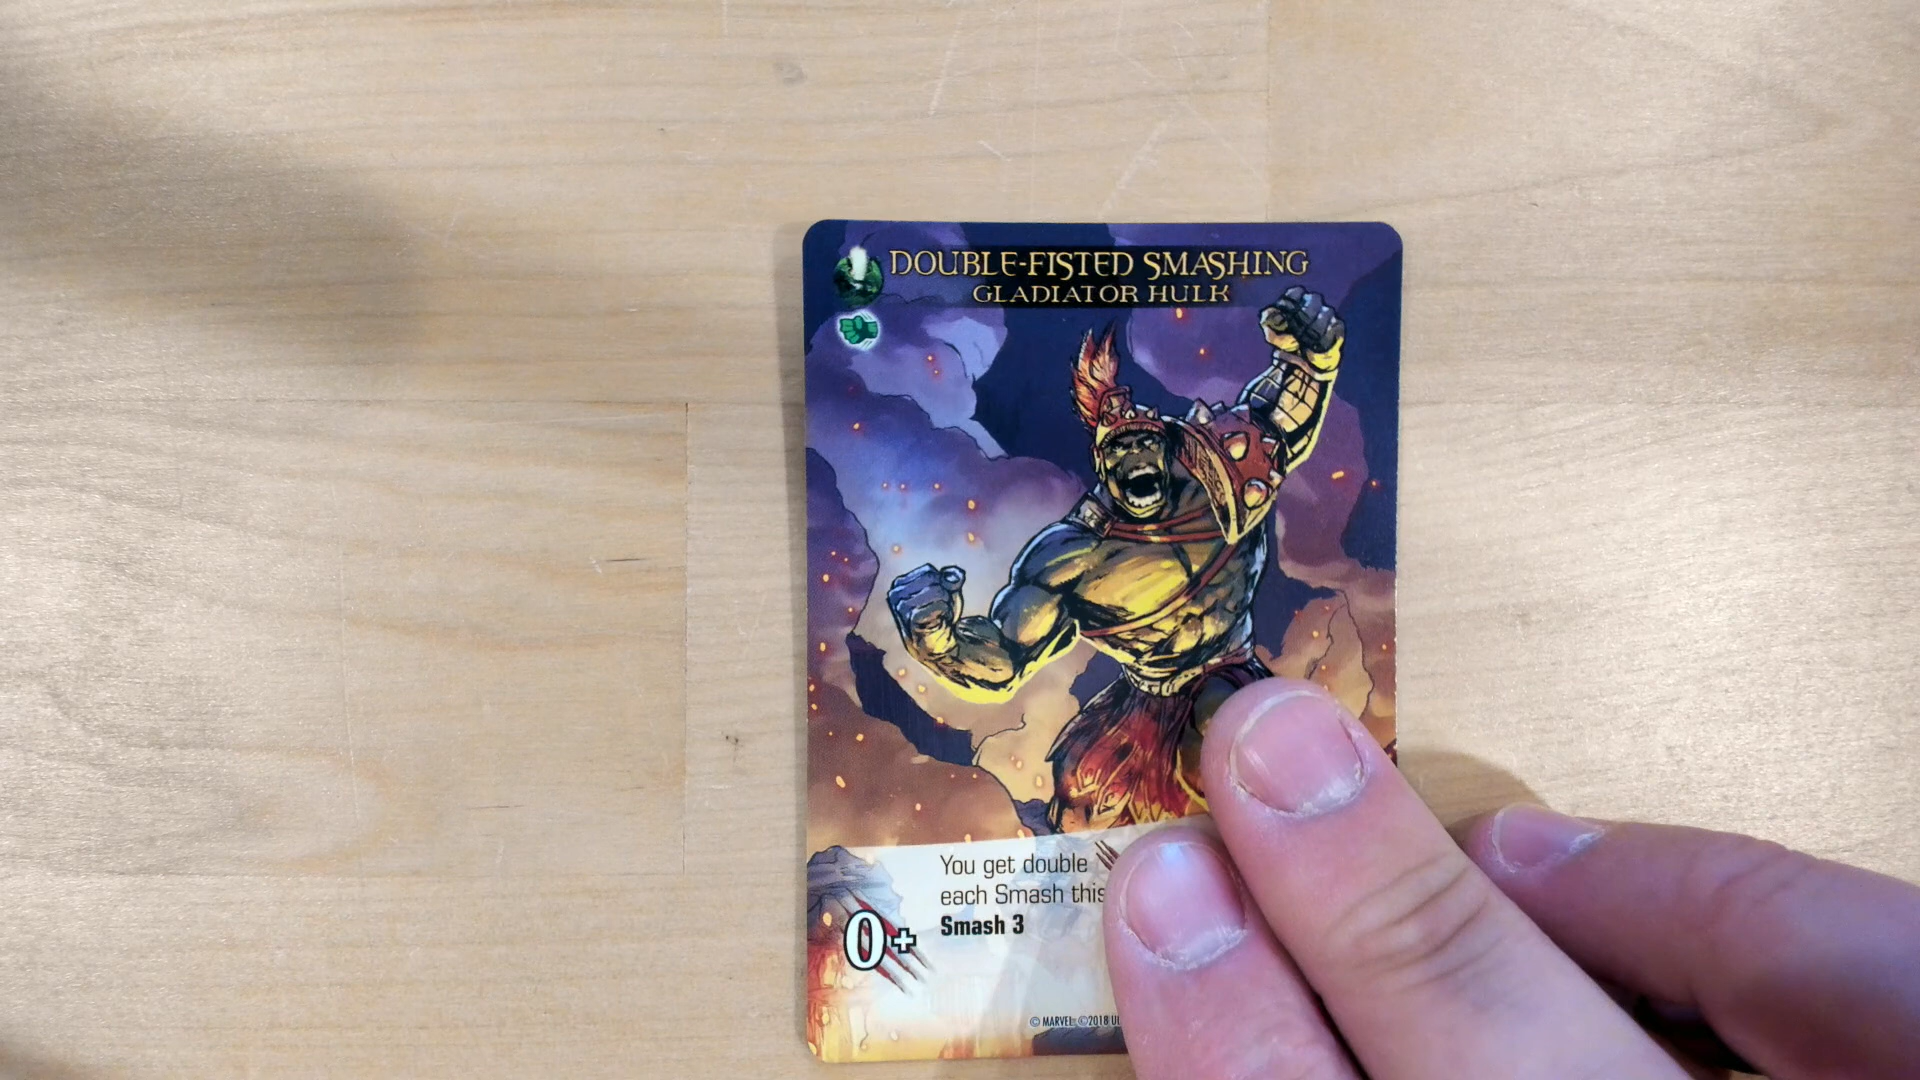 DOUBLE-FISTED SMASHING
GLADIATOR HULK
You get double
each Smash this
Smash 3
0+
© MARVEL ©2018